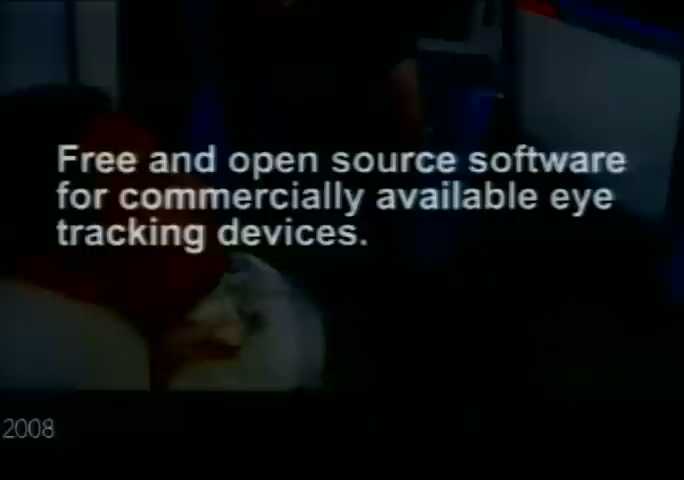 Free and open source software
for commercially available eye
tracking devices.
2008